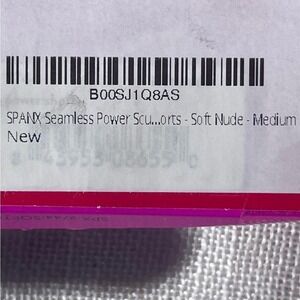 B00SJ1Q8AS
SPANX Seamless Power Scu...orts - Soft Nude - Medium
New